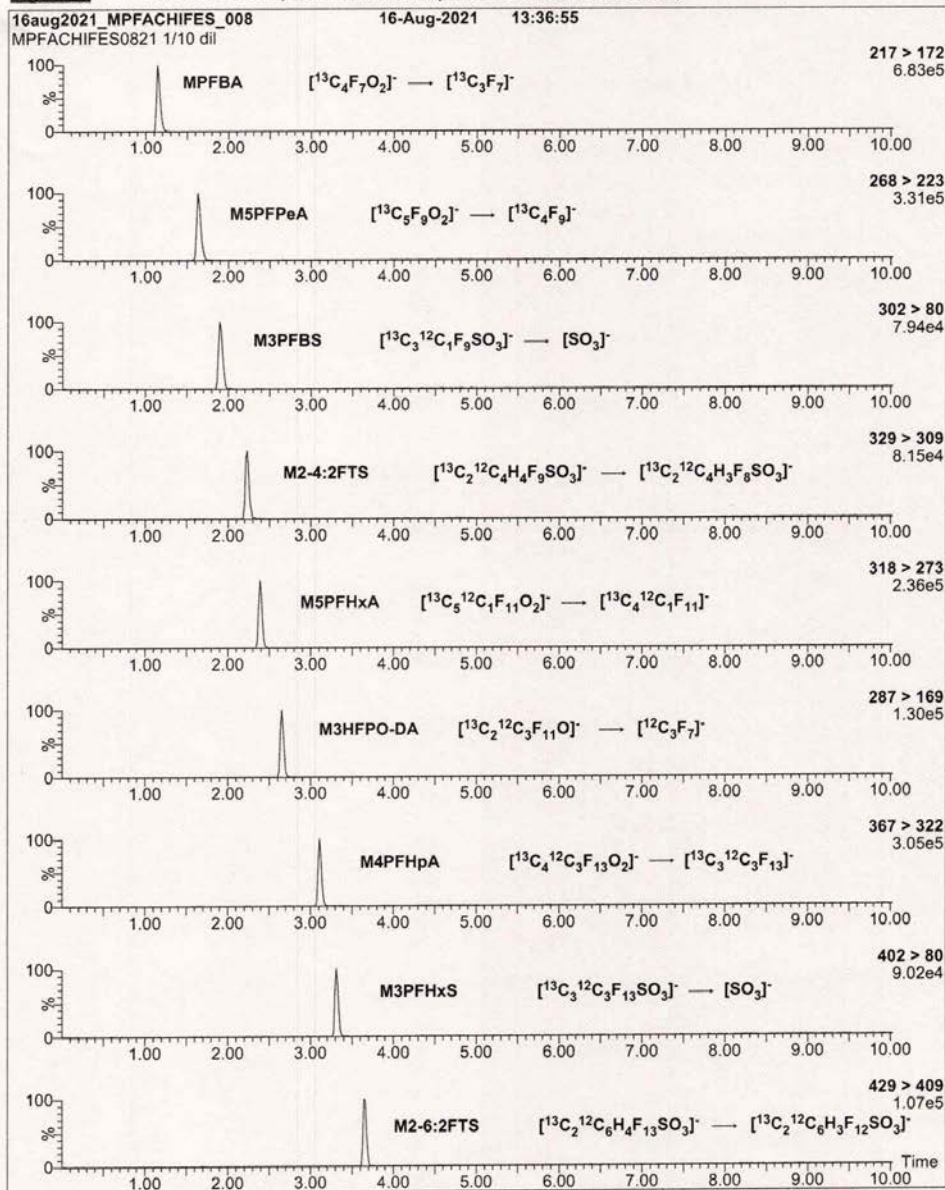 16aug2021_MPFACHIFES_008 16-Aug-2021 13:36:55
MPFACHIFES0821 1/10 dil
217 > 172
6.83e5
100
%
0
MPFBA [¹³C₄F₇O₂]⁻ → [¹³C₃F₇]⁻
1.00 2.00 3.00 4.00 5.00 6.00 7.00 8.00 9.00 10.00
268 > 223
3.31e5
100
%
0
M5PFPeA [¹³C₅F₉O₂]⁻ → [¹³C₄F₉]⁻
1.00 2.00 3.00 4.00 5.00 6.00 7.00 8.00 9.00 10.00
302 > 80
7.94e4
100
%
0
M3PFBS [¹³C₃¹²C₁F₉SO₃]⁻ → [SO₃]⁻
1.00 2.00 3.00 4.00 5.00 6.00 7.00 8.00 9.00 10.00
329 > 309
8.15e4
100
%
0
M2-4:2FTS [¹³C₂¹²C₄H₄F₉SO₃]⁻ → [¹³C₂¹²C₄H₃F₈SO₃]⁻
1.00 2.00 3.00 4.00 5.00 6.00 7.00 8.00 9.00 10.00
318 > 273
2.36e5
100
%
0
M5PFHxA [¹³C₅¹²C₁F₁₁O₂]⁻ → [¹³C₄¹²C₁F₁₁]⁻
1.00 2.00 3.00 4.00 5.00 6.00 7.00 8.00 9.00 10.00
287 > 169
1.30e5
100
%
0
M3HFPO-DA [¹³C₂¹²C₃F₁₁O]⁻ → [¹²C₃F₇]⁻
1.00 2.00 3.00 4.00 5.00 6.00 7.00 8.00 9.00 10.00
367 > 322
3.05e5
100
%
0
M4PFHpA [¹³C₄¹²C₃F₁₃O₂]⁻ → [¹³C₃¹²C₃F₁₃]⁻
1.00 2.00 3.00 4.00 5.00 6.00 7.00 8.00 9.00 10.00
402 > 80
9.02e4
100
%
0
M3PFHxS [¹³C₃¹²C₃F₁₃SO₃]⁻ → [SO₃]⁻
1.00 2.00 3.00 4.00 5.00 6.00 7.00 8.00 9.00 10.00
429 > 409
1.07e5
100
%
0
M2-6:2FTS [¹³C₂¹²C₆H₄F₁₃SO₃]⁻ → [¹³C₂¹²C₆H₃F₁₂SO₃]⁻
Time
1.00 2.00 3.00 4.00 5.00 6.00 7.00 8.00 9.00 10.00